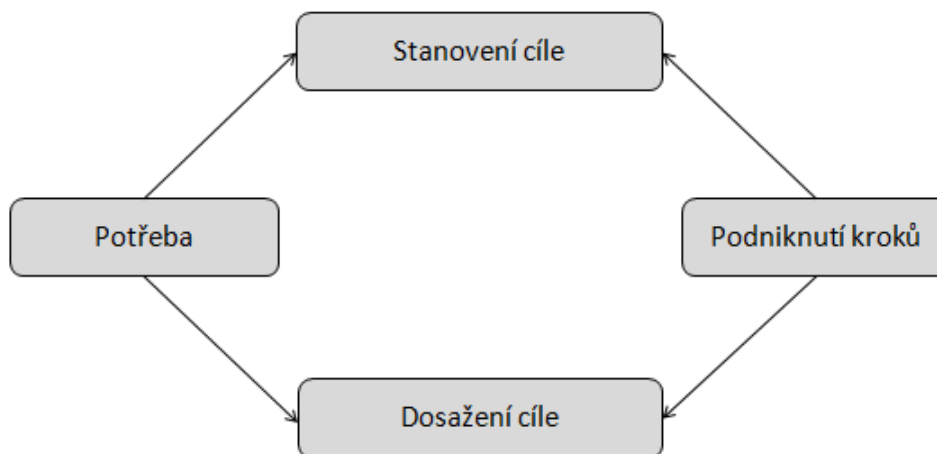 Stanovení cíle
Potřeba
Podniknutí kroků
Dosažení cíle